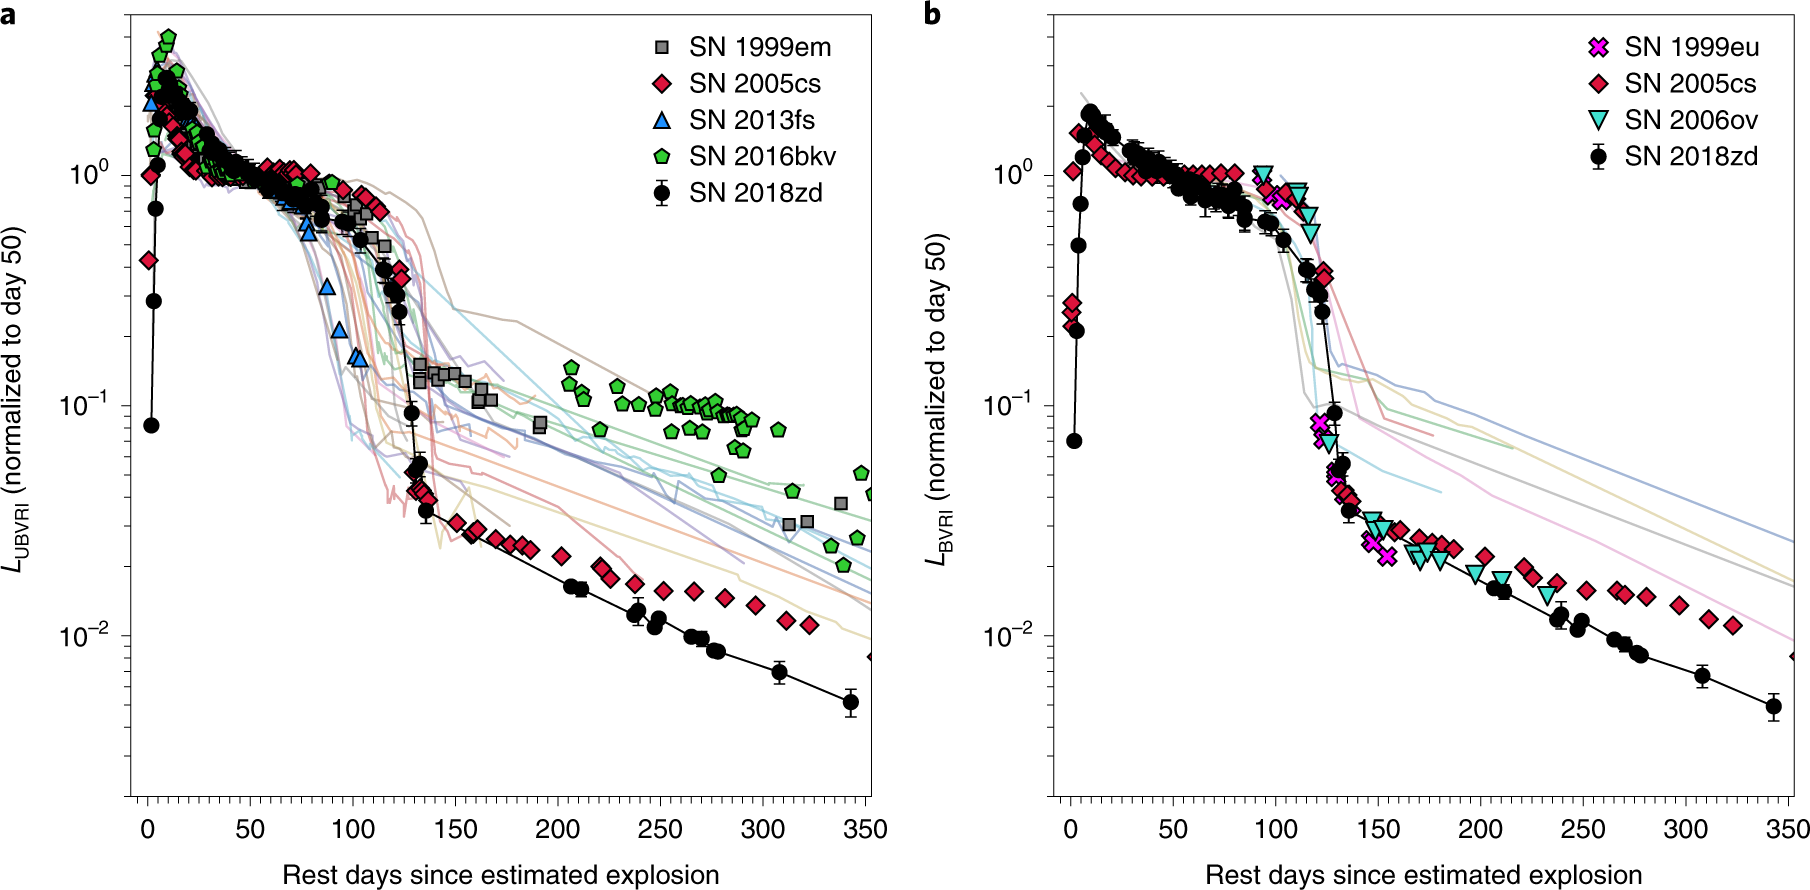 a
SN 1999em
SN 2005cs
SN 2013fs
SN 2016bkv
SN 2018zd
10⁰
10⁻¹
10⁻²
L_UBVRI (normalized to day 50)
0 50 100 150 200 250 300 350
Rest days since estimated explosion
b
SN 1999eu
SN 2005cs
SN 2006ov
SN 2018zd
10⁰
10⁻¹
10⁻²
L_BVRI (normalized to day 50)
0 50 100 150 200 250 300 350
Rest days since estimated explosion